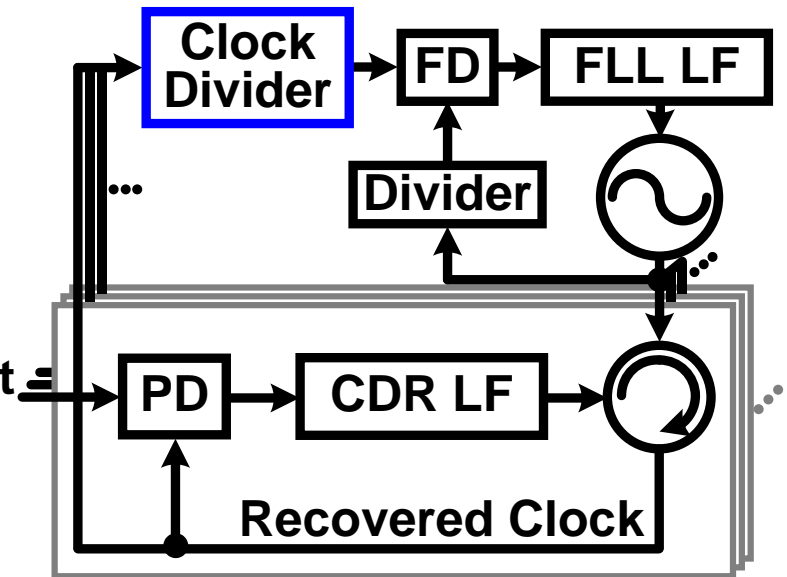 Clock
Divider
FD
FLL LF
Divider
t
PD
CDR LF
Recovered Clock